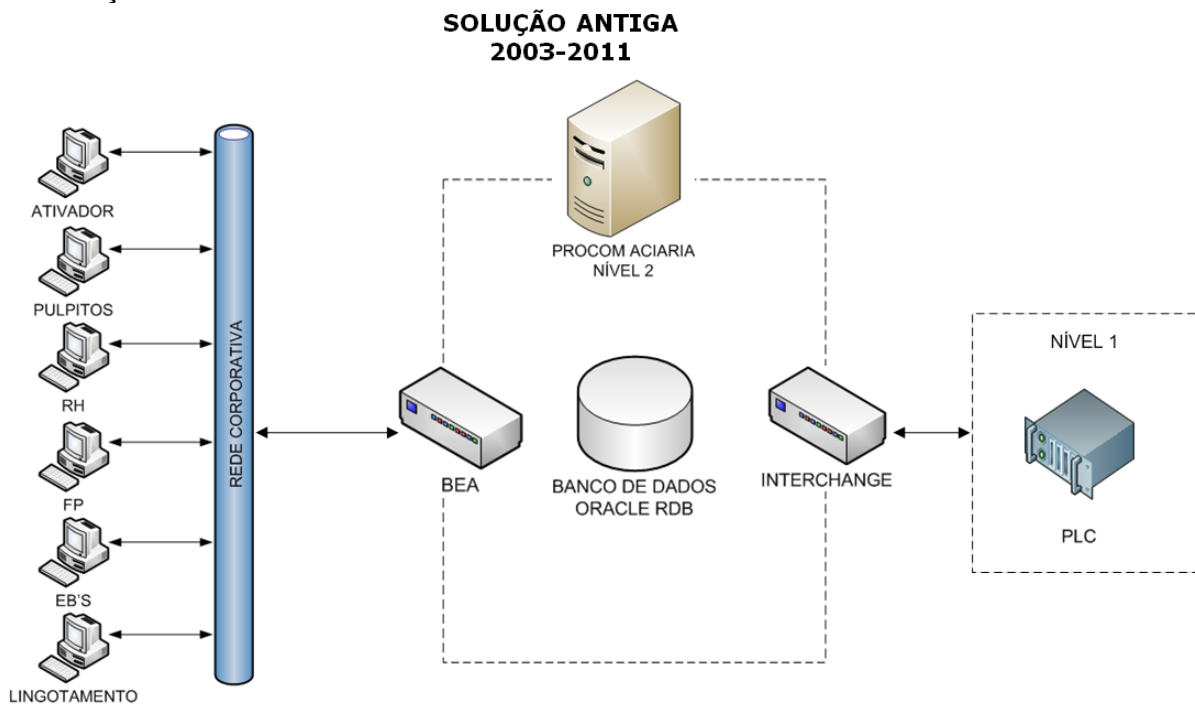 SOLUÇÃO ANTIGA
2003-2011
ATIVADOR
PULPITOS
RH
FP
EB'S
LINGOTAMENTO
REDE CORPORATIVA
PROCOM ACIARIA
NÍVEL 2
BEA
BANCO DE DADOS
ORACLE RDB
INTERCHANGE
NÍVEL 1
PLC